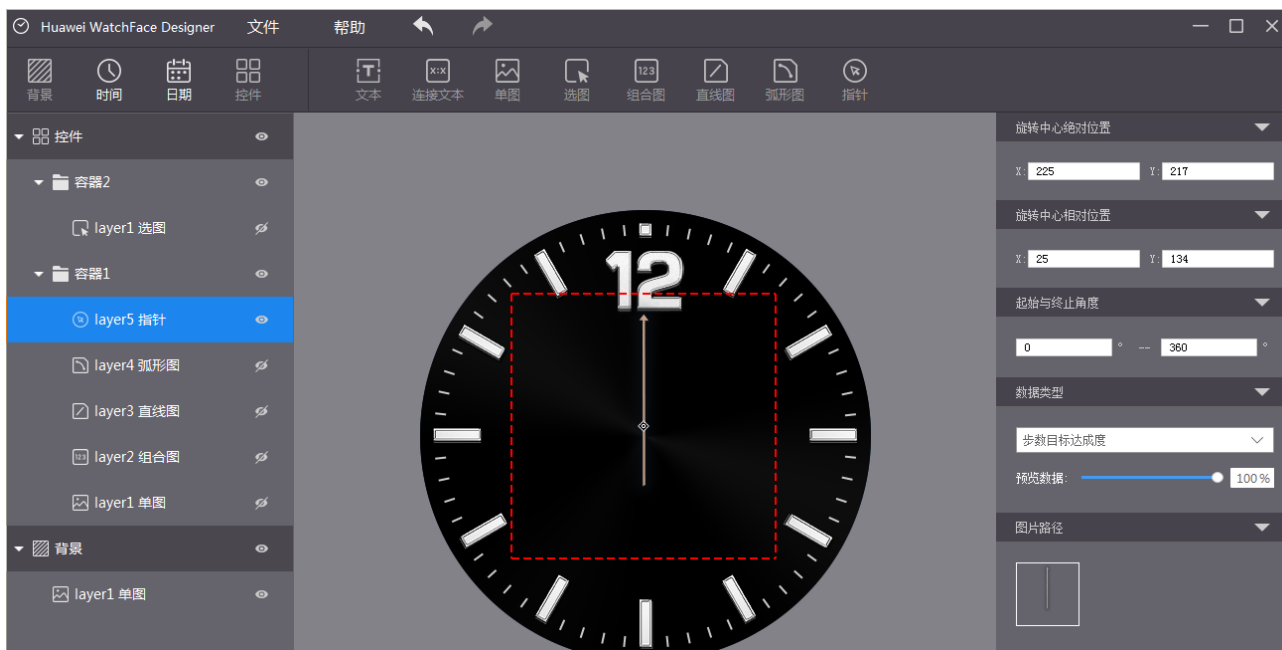 Huawei WatchFace Designer 文件 帮助
背景 时间 日期 控件 文本 连接文本 单图 选图 组合图 直线图 弧形图 指针
控件
容器2
layer1 选图
容器1
layer5 指针
layer4 弧形图
layer3 直线图
layer2 组合图
layer1 单图
背景
layer1 单图
12
旋转中心绝对位置
X: 225 Y: 217
旋转中心相对位置
X: 25 Y: 134
起始与终止角度
0 ° -- 360 °
数据类型
步数目标达成度
预览数据: 100 %
图片路径